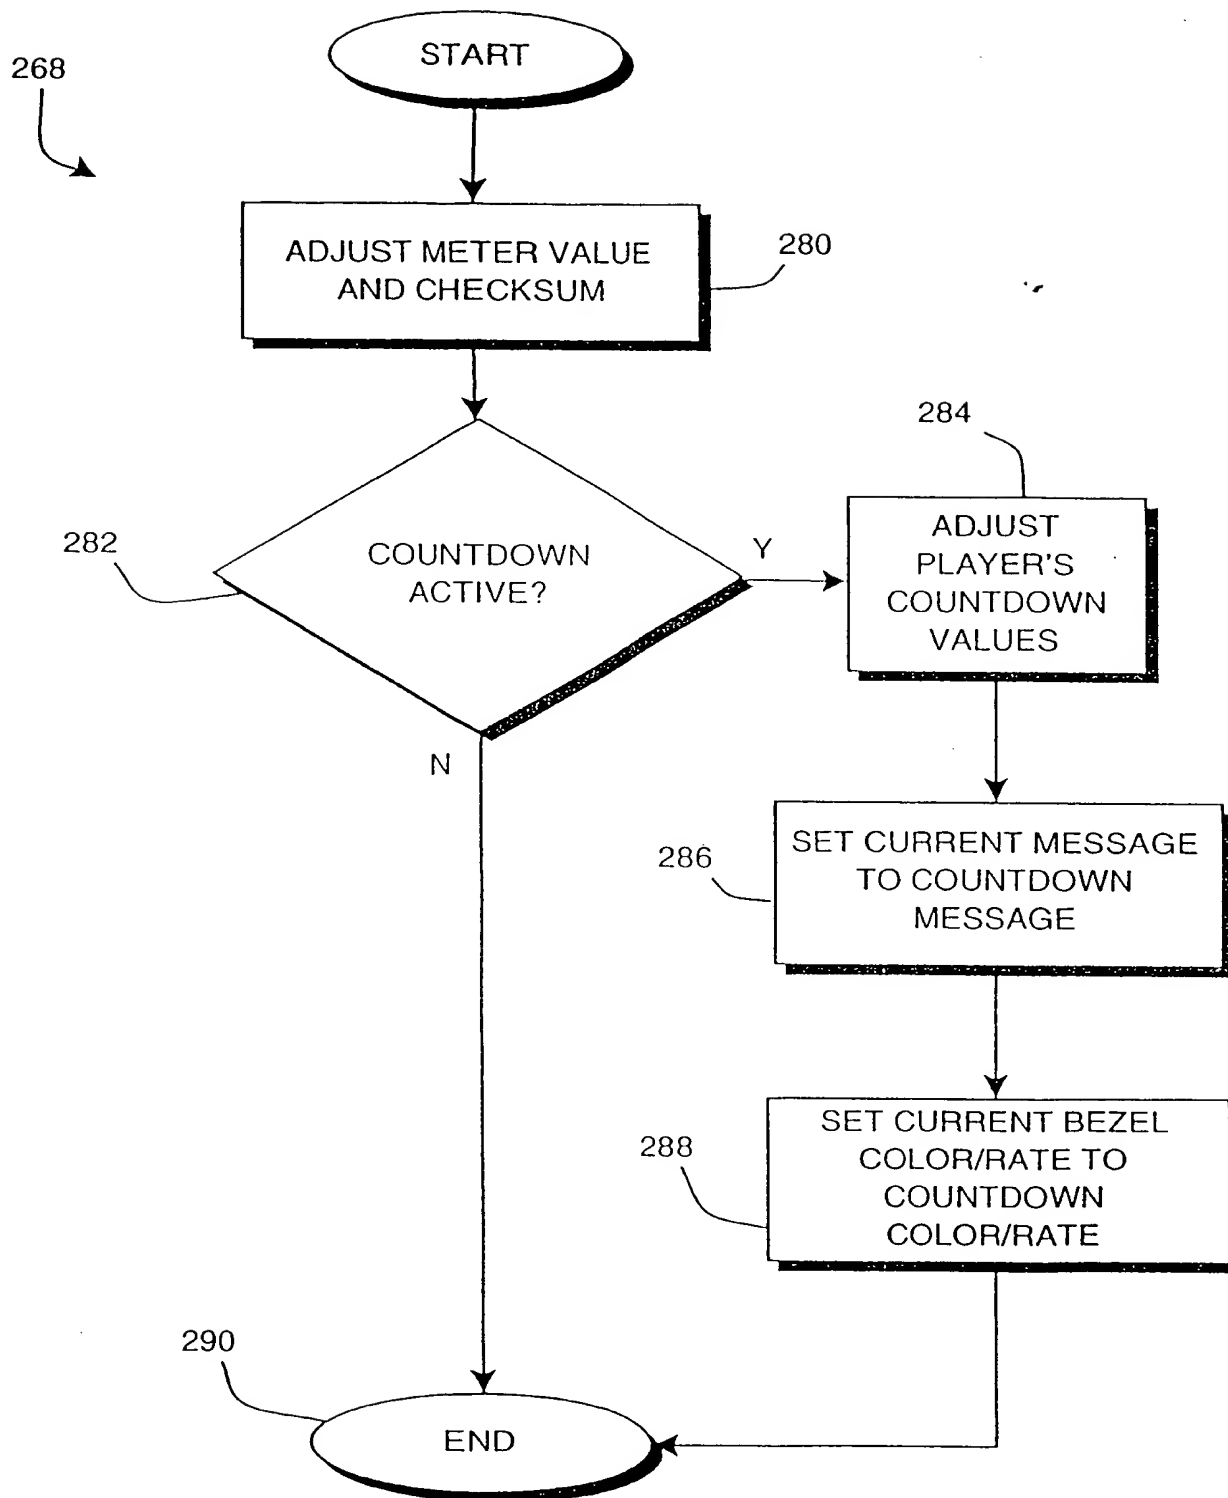 START
268
ADJUST METER VALUE
AND CHECKSUM
280
COUNTDOWN
ACTIVE?
282
Y
N
284
ADJUST
PLAYER'S
COUNTDOWN
VALUES
286
SET CURRENT MESSAGE
TO COUNTDOWN
MESSAGE
288
SET CURRENT BEZEL
COLOR/RATE TO
COUNTDOWN
COLOR/RATE
290
END